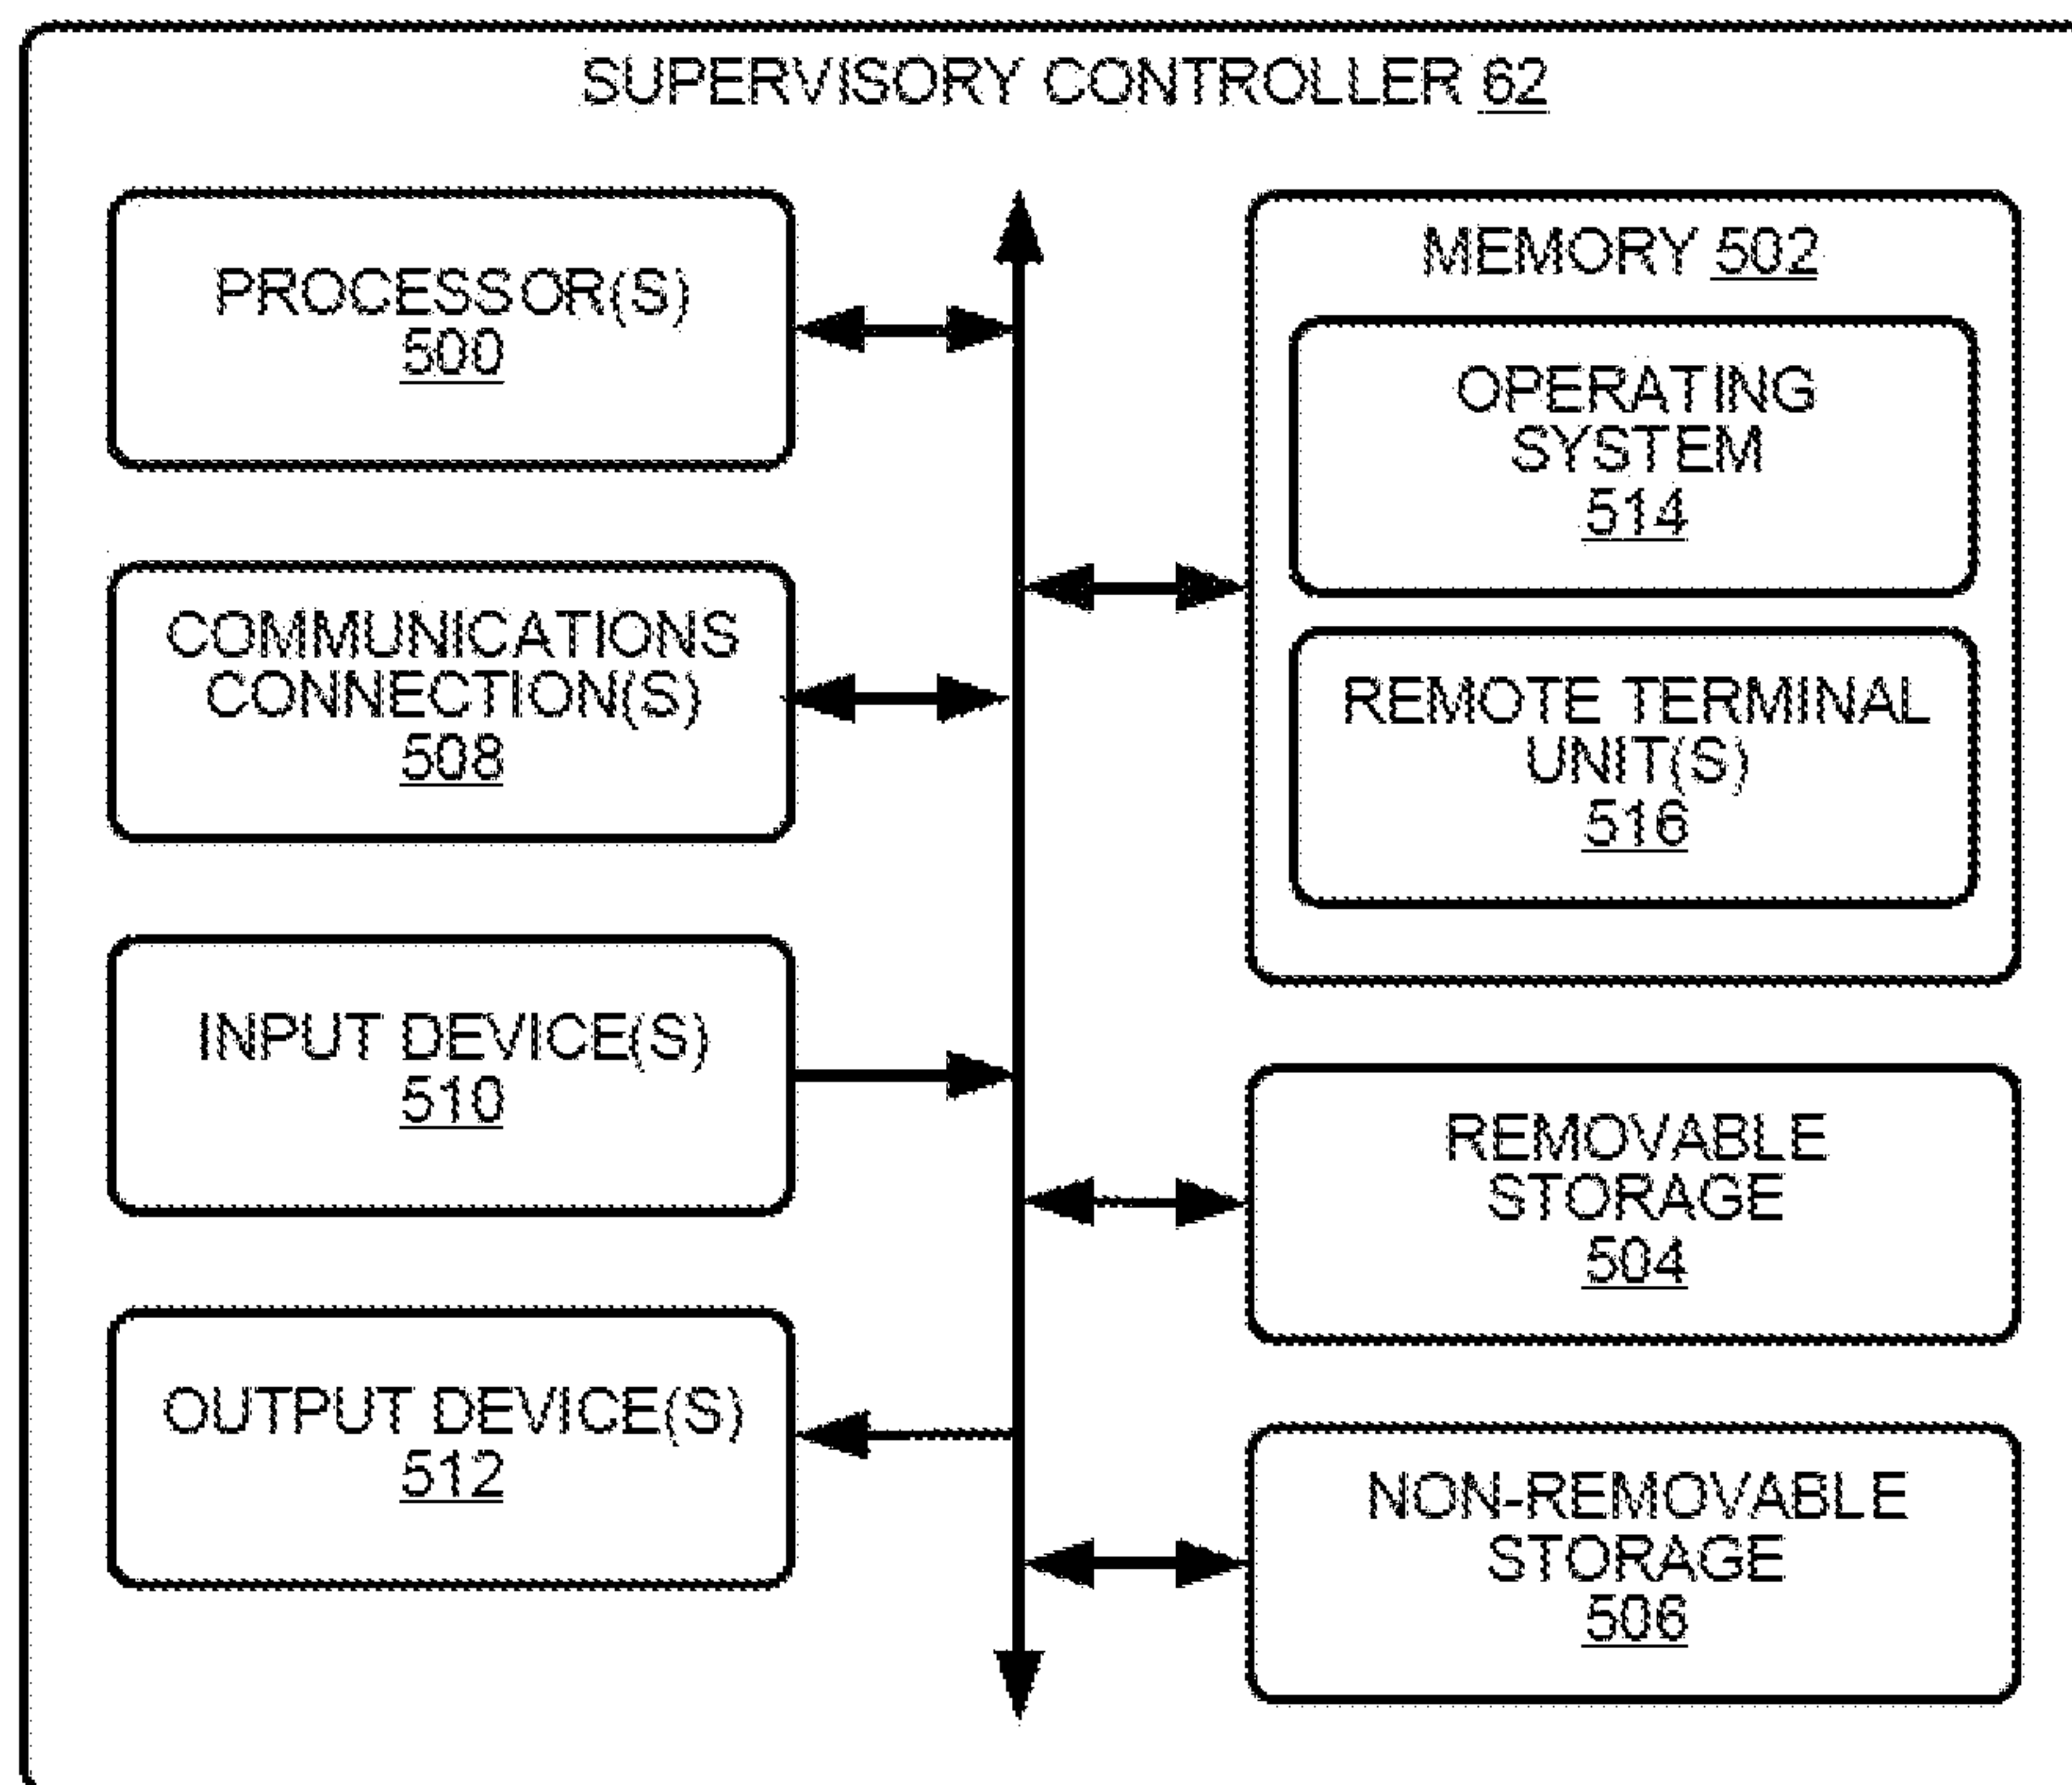 SUPERVISORY CONTROLLER 62
PROCESSOR(S)
500
COMMUNICATIONS
CONNECTION(S)
508
INPUT DEVICE(S)
510
OUTPUT DEVICE(S)
512
MEMORY 502
OPERATING
SYSTEM
514
REMOTE TERMINAL
UNIT(S)
516
REMOVABLE
STORAGE
504
NON-REMOVABLE
STORAGE
506